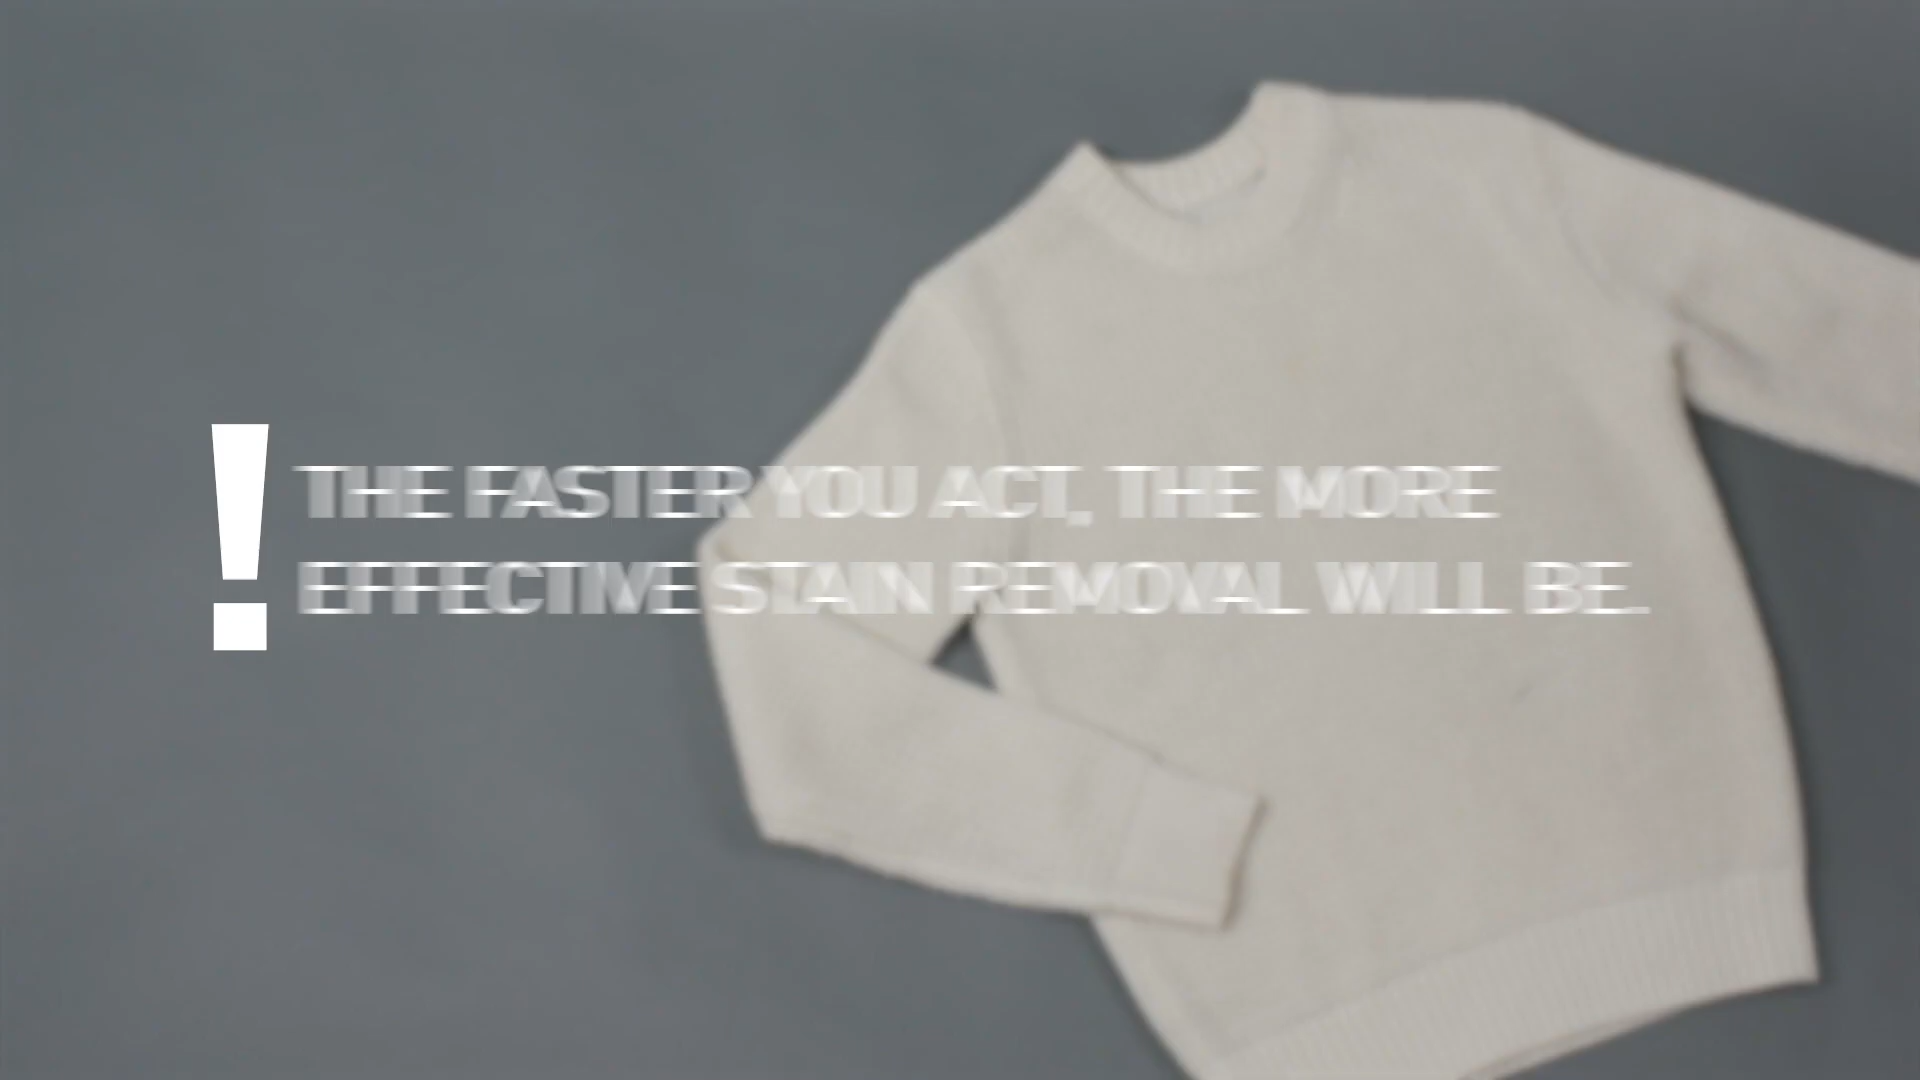 ! THE FASTER YOU ACT, THE MORE
EFFECTIVE STAIN REMOVAL WILL BE.